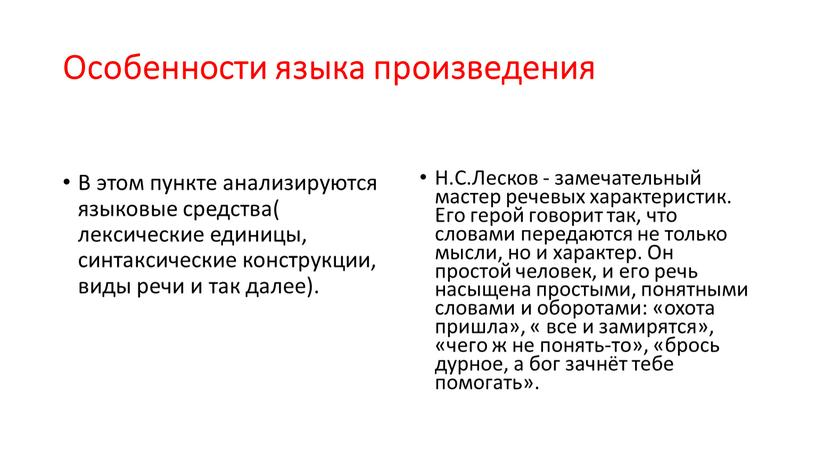 Особенности языка произведения
• В этом пункте анализируются
языковые средства(
лексические единицы,
синтаксические конструкции,
виды речи и так далее).
• Н.С.Лесков - замечательный
мастер речевых характеристик.
Его герой говорит так, что
словами передаются не только
мысли, но и характер. Он
простой человек, и его речь
насыщена простыми, понятными
словами и оборотами: «охота
пришла», « все и замирятся»,
«чего ж не понять-то», «брось
дурное, а бог зачнёт тебе
помогать».